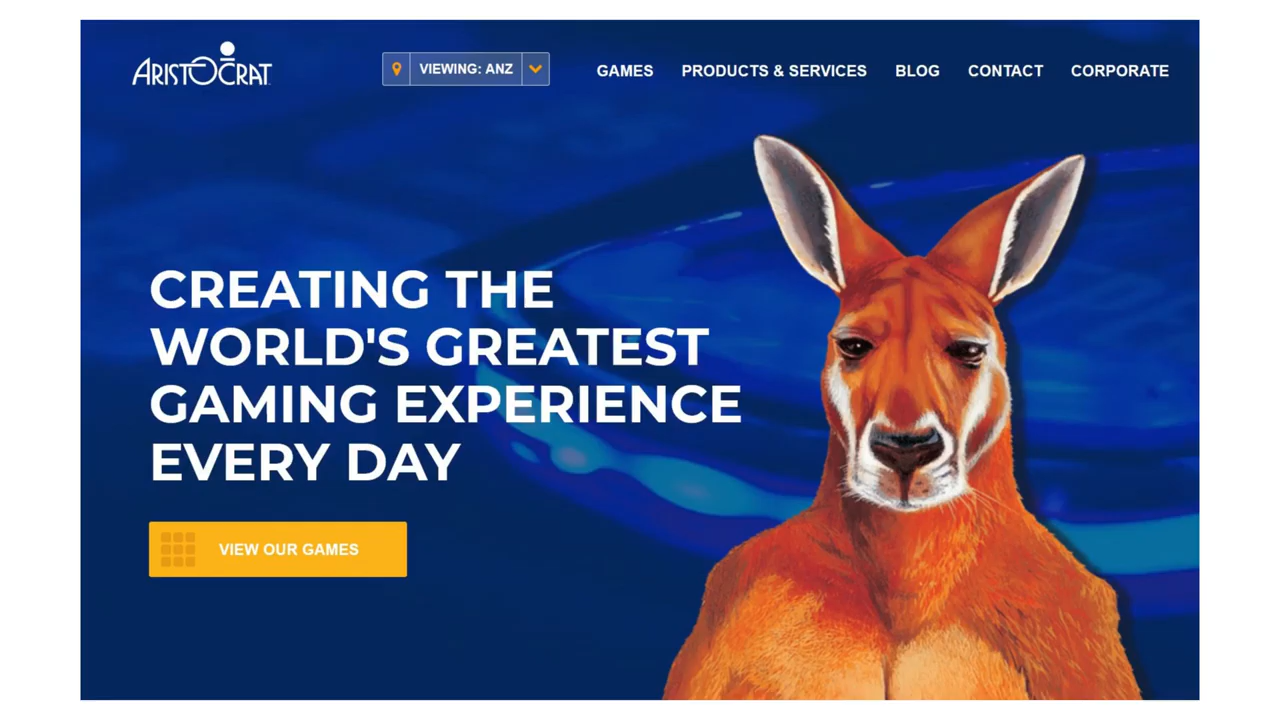 ARISTOCRAT
VIEWING: ANZ
GAMES
PRODUCTS & SERVICES
BLOG
CONTACT
CORPORATE
CREATING THE
WORLD'S GREATEST
GAMING EXPERIENCE
EVERY DAY
VIEW OUR GAMES